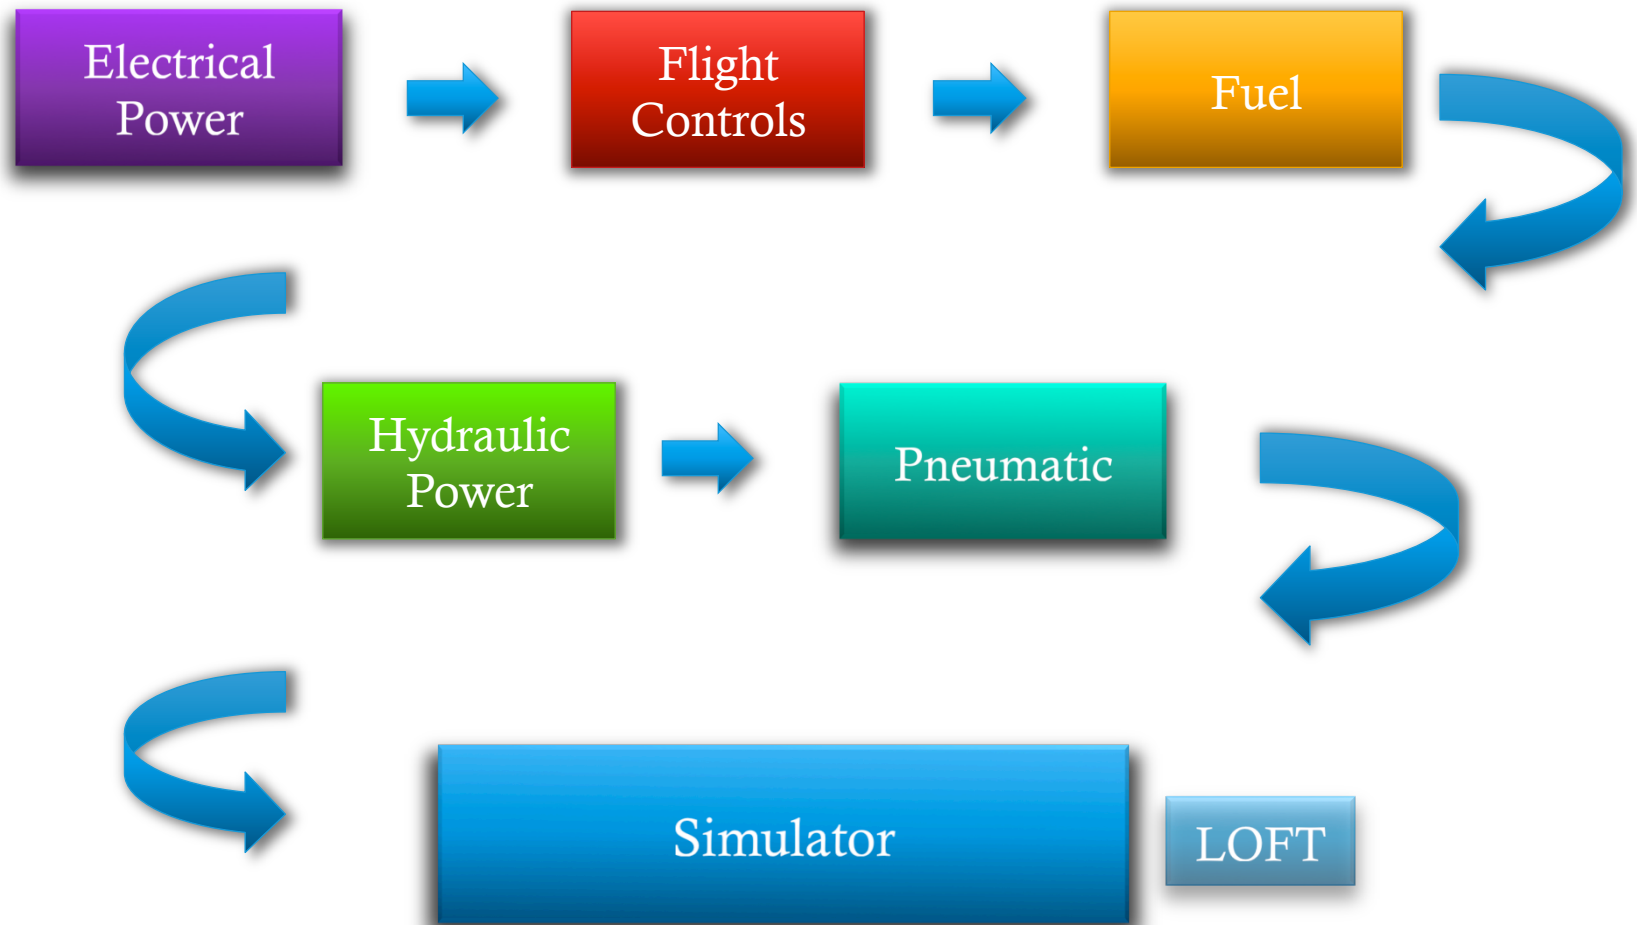 Electrical
Power
Flight
Controls
Fuel
Hydraulic
Power
Pneumatic
Simulator
LOFT